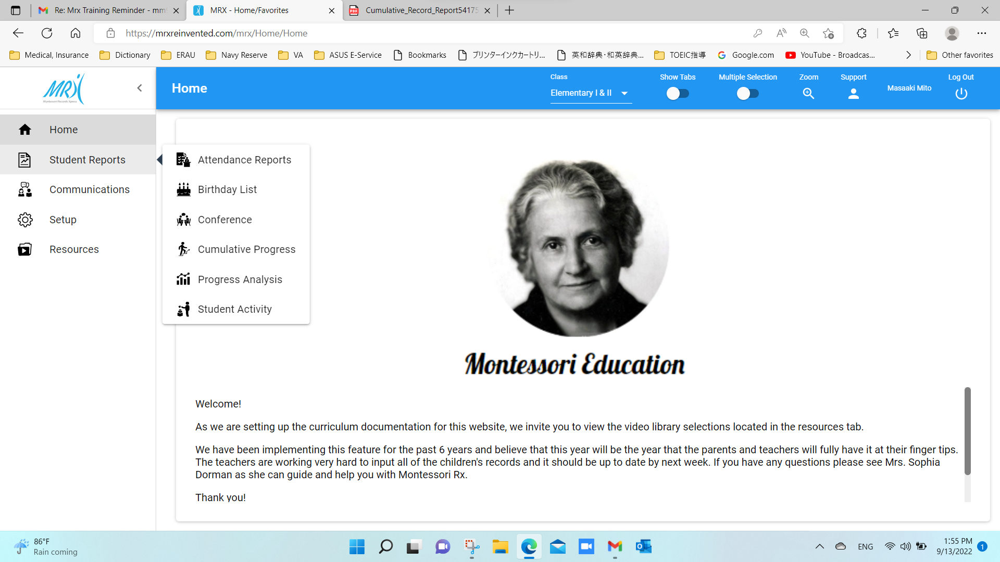 Re: Mrx Training Reminder - mm
MRX - Home/Favorites
Cumulative_Record_Report54175
https://mrxreinvented.com/mrx/Home/Home
Medical, Insurance
Dictionary
ERAU
Navy Reserve
VA
ASUS E-Service
Bookmarks
プリンターインクカートリ...
英和辞典・和英辞典...
TOEIC指導
Google.com
YouTube - Broadcas...
Other favorites
MRX
Montessori Records Xpress
Home
Class
Elementary I & II
Show Tabs
Multiple Selection
Zoom
Support
Masaaki Mito
Log Out
Home
Student Reports
Communications
Setup
Resources
Attendance Reports
Birthday List
Conference
Cumulative Progress
Progress Analysis
Student Activity
Montessori Education
Welcome!
As we are setting up the curriculum documentation for this website, we invite you to view the video library selections located in the resources tab.
We have been implementing this feature for the past 6 years and believe that this year will be the year that the parents and teachers will fully have it at their finger tips.
The teachers are working very hard to input all of the children's records and it should be up to date by next week. If you have any questions please see Mrs. Sophia
Dorman as she can guide and help you with Montessori Rx.
Thank you!
86°F
Rain coming
ENG
1:55 PM
9/13/2022
1